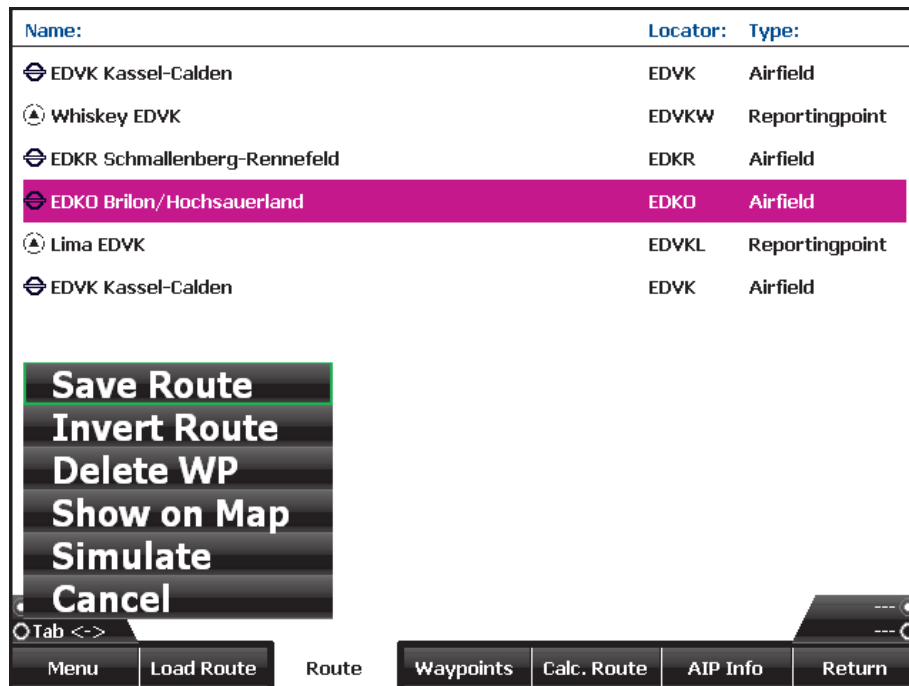 Name: Locator: Type:
EDVK Kassel-Calden EDVK Airfield
Whiskey EDVK EDVKW Reportingpoint
EDKR Schmallenberg-Rennefeld EDKR Airfield
EDKO Brilon/Hochsauerland EDKO Airfield
Lima EDVK EDVKL Reportingpoint
EDVK Kassel-Calden EDVK Airfield
Save Route
Invert Route
Delete WP
Show on Map
Simulate
Cancel
---
Tab <-> ---
Menu Load Route Route Waypoints Calc. Route AIP Info Return